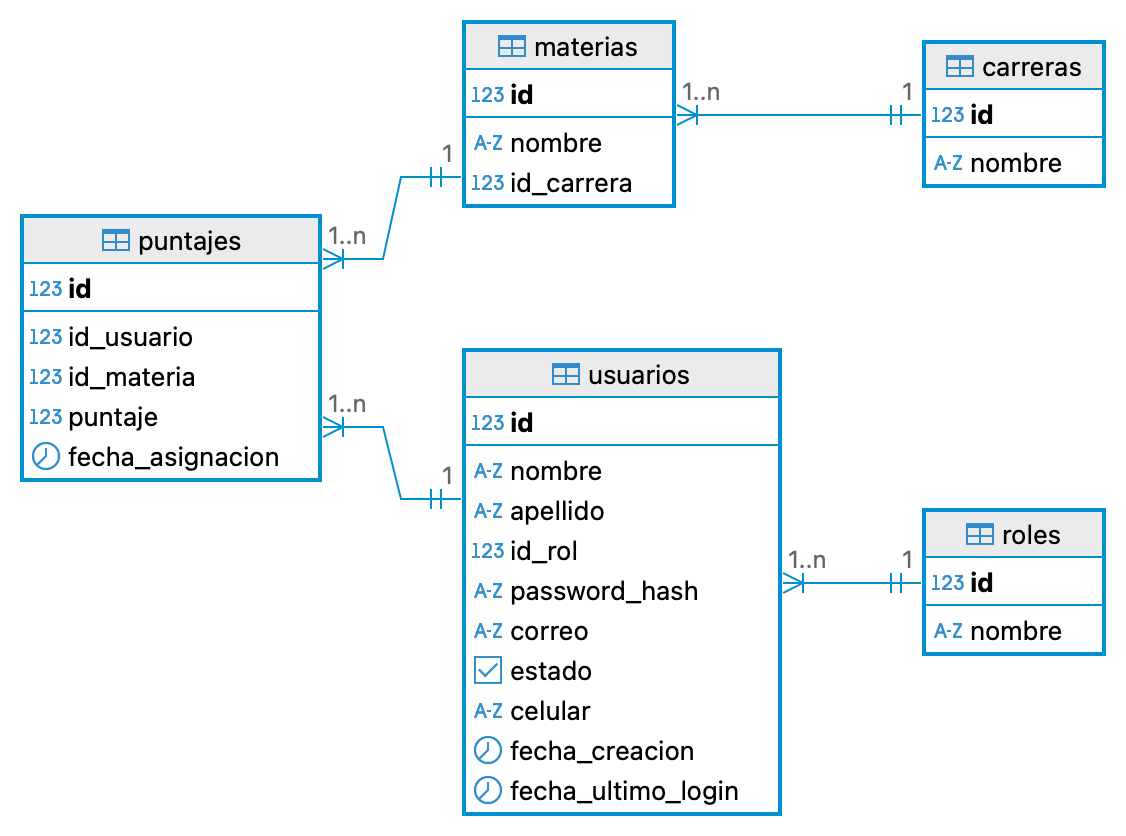 materias
123 id
A-Z nombre
123 id_carrera
1..n
1
carreras
123 id
A-Z nombre
1
1..n
puntajes
123 id
123 id_usuario
123 id_materia
123 puntaje
fecha_asignacion
1..n
1
usuarios
123 id
A-Z nombre
A-Z apellido
123 id_rol
A-Z password_hash
A-Z correo
estado
A-Z celular
fecha_creacion
fecha_ultimo_login
1..n
1
roles
123 id
A-Z nombre